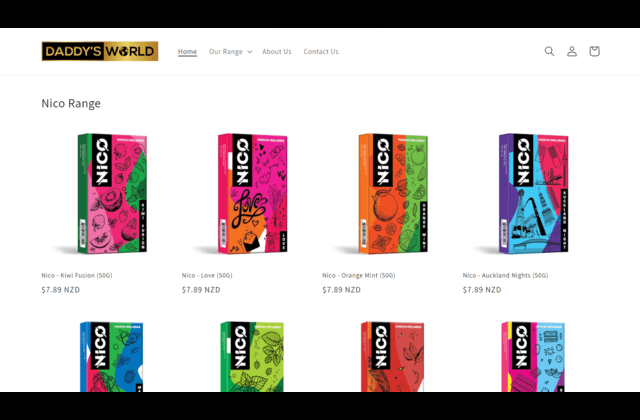 DADDY'S WORLD
Home Our Range About Us Contact Us
Nico Range
NICO
KIWI FUSION
NICO
Love
LOVE
NICO
ORANGE MINT
NICO
AUCKLAND NIGHT
Nico - Kiwi Fusion (50G) Nico - Love (50G) Nico - Orange Mint (50G) Nico - Auckland Nights (50G)
$7.89 NZD $7.89 NZD $7.89 NZD $7.89 NZD
NICO
NICO
NICO
NICO